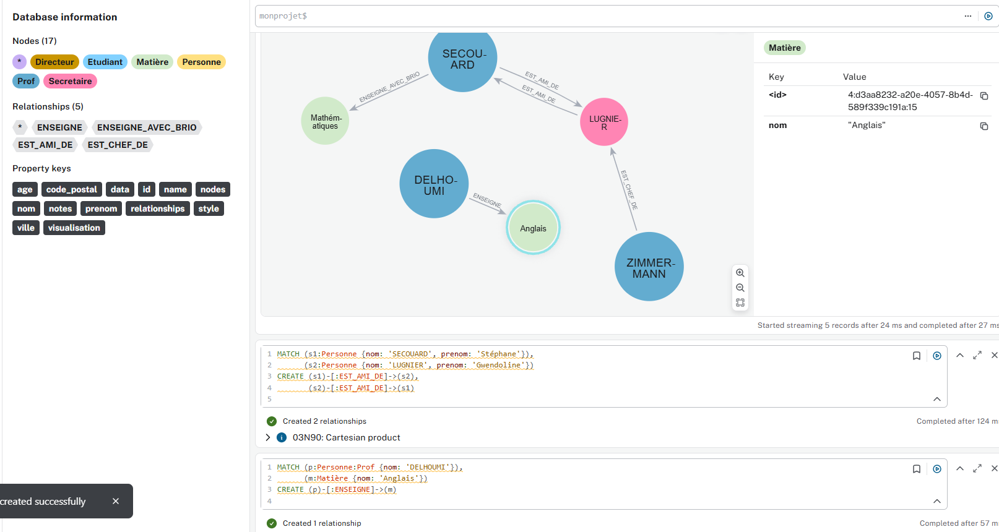 Database information
Nodes (17)
* Directeur Etudiant Matière Personne
Prof Secretaire
Relationships (5)
* ENSEIGNE ENSEIGNE_AVEC_BRIO
EST_AMI_DE EST_CHEF_DE
Property keys
age code_postal data id name nodes
nom notes prenom relationships style
ville visualisation
created successfully
monprojet$
SECOU-
ARD
ENSEIGNE_AVEC_BRIO
EST_AMI_DE
EST_AMI_DE
Mathém-
atiques
LUGNIE-
R
DELHO-
UMI
ENSEIGNE
Anglais
EST_CHEF_DE
ZIMMER-
MANN
Matière
Key Value
<id> 4:d3aa8232-a20e-4057-8b4d-
589f339c191a:15
nom "Anglais"
Started streaming 5 records after 24 ms and completed after 27 ms
1 MATCH (s1:Personne {nom: 'SECOUARD', prenom: 'Stéphane'}),
2 (s2:Personne {nom: 'LUGNIER', prenom: 'Gwendoline'})
3 CREATE (s1)-[:EST_AMI_DE]->(s2),
4 (s2)-[:EST_AMI_DE]->(s1)
5
Created 2 relationships
Completed after 124 ms
03N90: Cartesian product
1 MATCH (p:Personne:Prof {nom: 'DELHOUMI'}),
2 (m:Matière {nom: 'Anglais'})
3 CREATE (p)-[:ENSEIGNE]->(m)
4
Created 1 relationship
Completed after 57 ms